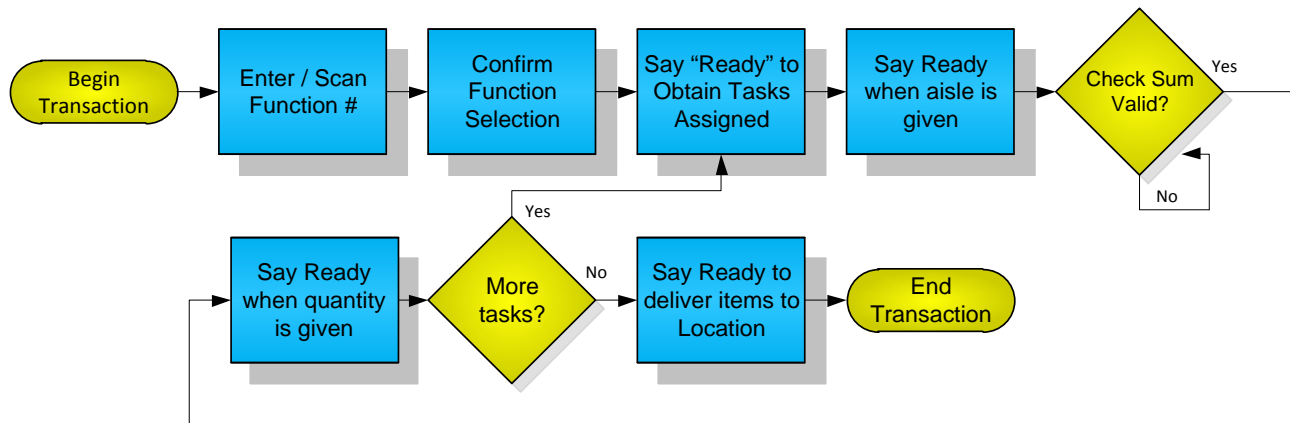 Begin
Transaction
Enter / Scan
Function #
Confirm
Function
Selection
Say “Ready” to
Obtain Tasks
Assigned
Say Ready
when aisle is
given
Check Sum
Valid?
Yes
No
Say Ready
when quantity
is given
More
tasks?
Yes
No
Say Ready to
deliver items to
Location
End
Transaction